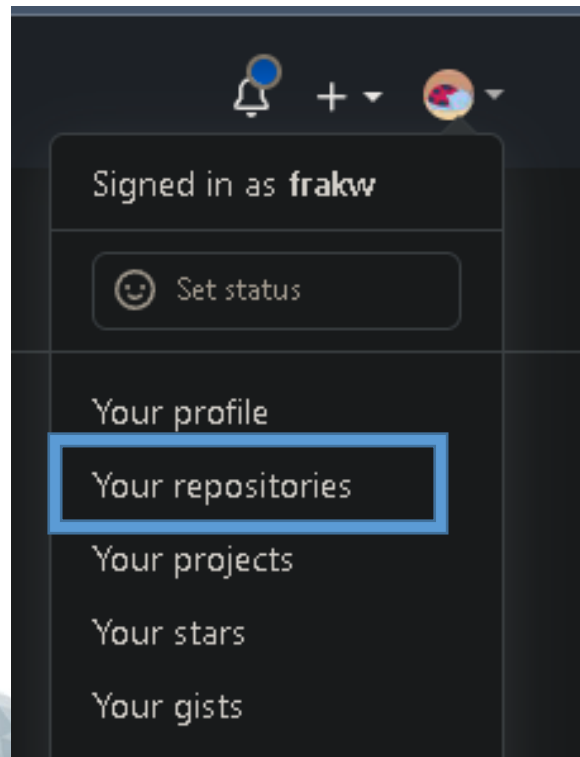 Signed in as frakw
Set status
Your profile
Your repositories
Your projects
Your stars
Your gists